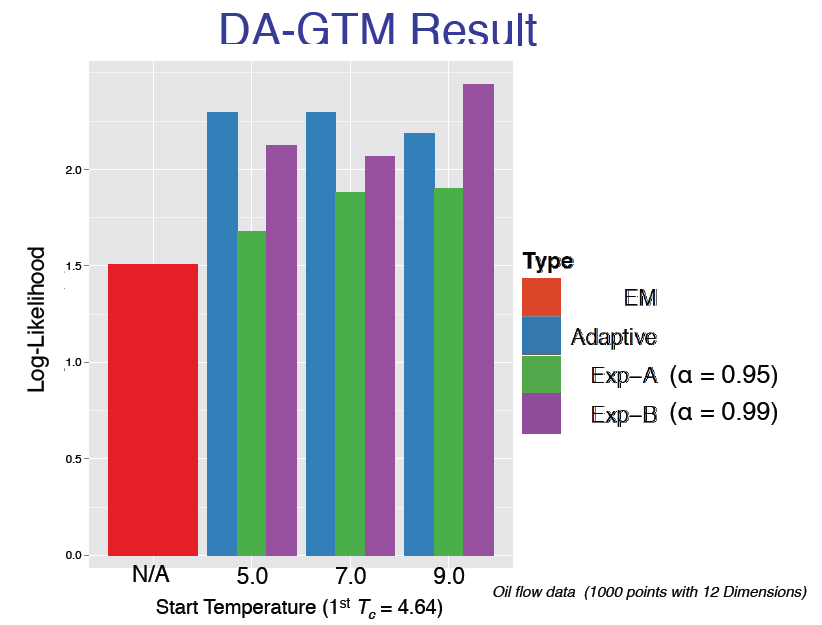 DA-GTM Result
Log-Likelihood
2.0
1.5
1.0
0.5
0.0
N/A 5.0 7.0 9.0
Start Temperature (1st Tc = 4.64)
Type
EM
Adaptive
Exp–A (α = 0.95)
Exp–B (α = 0.99)
Oil flow data (1000 points with 12 Dimensions)